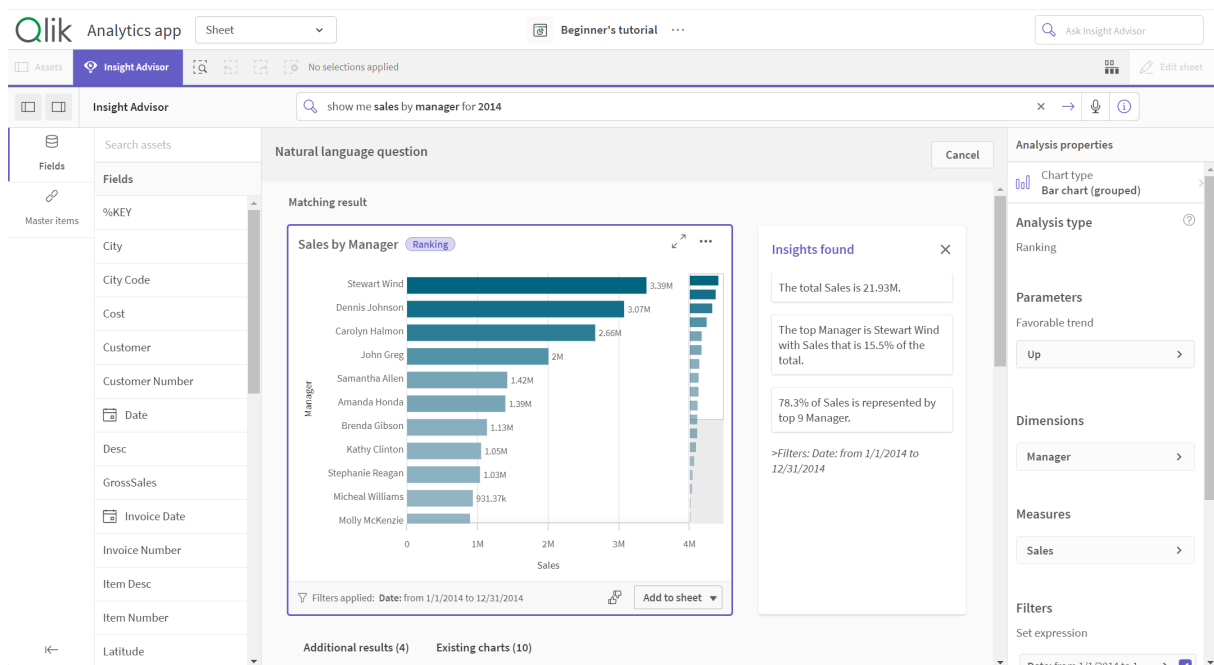 Qlik Analytics app
Sheet
Beginner's tutorial ...
Ask Insight Advisor
Assets
Insight Advisor
No selections applied
Edit sheet
Insight Advisor
show me sales by manager for 2014
Fields
Master items
Search assets
Fields
%KEY
City
City Code
Cost
Customer
Customer Number
Date
Desc
GrossSales
Invoice Date
Invoice Number
Item Desc
Item Number
Latitude
Natural language question
Cancel
Matching result
Sales by Manager Ranking
Stewart Wind 3.39M
Dennis Johnson 3.07M
Carolyn Halmon 2.66M
John Greg 2M
Samantha Allen 1.42M
Amanda Honda 1.39M
Brenda Gibson 1.13M
Kathy Clinton 1.05M
Stephanie Reagan 1.03M
Micheal Williams 931.37k
Molly McKenzie
Manager
0 1M 2M 3M 4M
Sales
Filters applied: Date: from 1/1/2014 to 12/31/2014
Add to sheet
Additional results (4) Existing charts (10)
Insights found
The total Sales is 21.93M.
The top Manager is Stewart Wind
with Sales that is 15.5% of the
total.
78.3% of Sales is represented by
top 9 Manager.
>Filters: Date: from 1/1/2014 to
12/31/2014
Analysis properties
Chart type
Bar chart (grouped)
Analysis type
Ranking
Parameters
Favorable trend
Up
Dimensions
Manager
Measures
Sales
Filters
Set expression
Date: from 1/1/2014 to 1